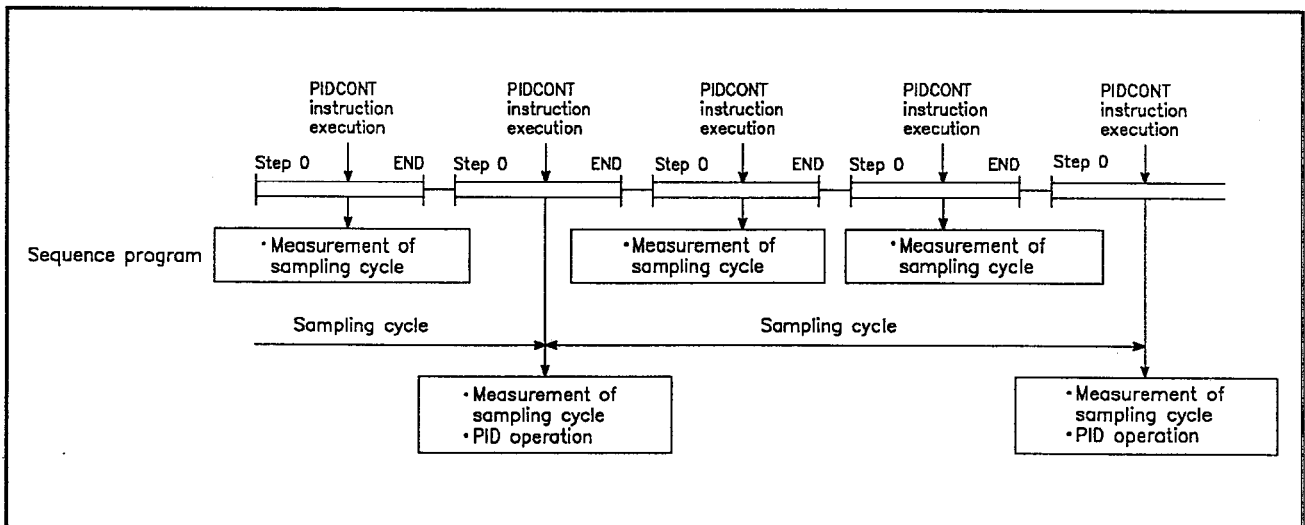 PIDCONT
instruction
execution
PIDCONT
instruction
execution
PIDCONT
instruction
execution
PIDCONT
instruction
execution
PIDCONT
instruction
execution
Step 0 END Step 0 END Step 0 END Step 0 END Step 0
Sequence program
・Measurement of
sampling cycle
・Measurement of
sampling cycle
・Measurement of
sampling cycle
Sampling cycle
Sampling cycle
・Measurement of
sampling cycle
・PID operation
・Measurement of
sampling cycle
・PID operation